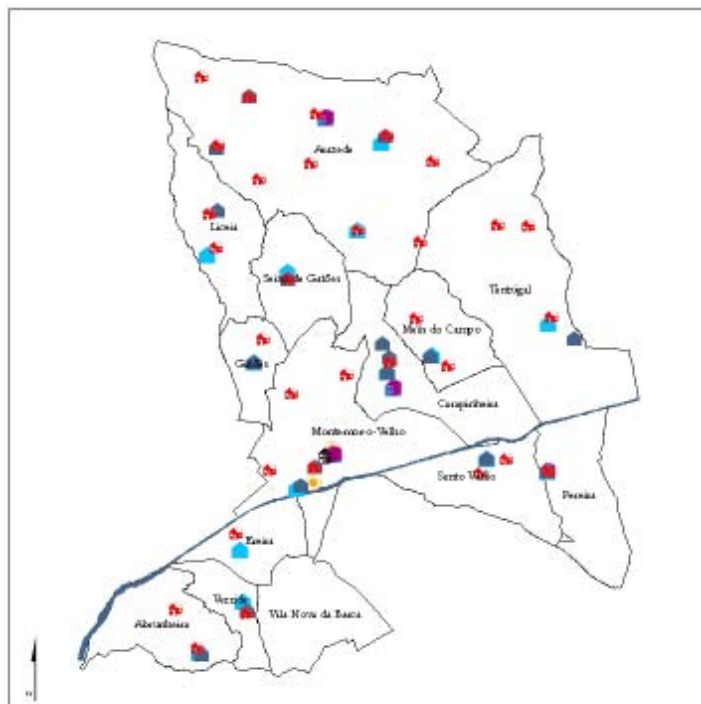 Arazede
Liceia
Seixo de Gatões
Tentúgal
Meãs do Campo
Gatões
Carapinheira
Montemor-o-Velho
Santo Varão
Pereira
Ereira
Verride
Vila Nova da Barca
Abrunheira